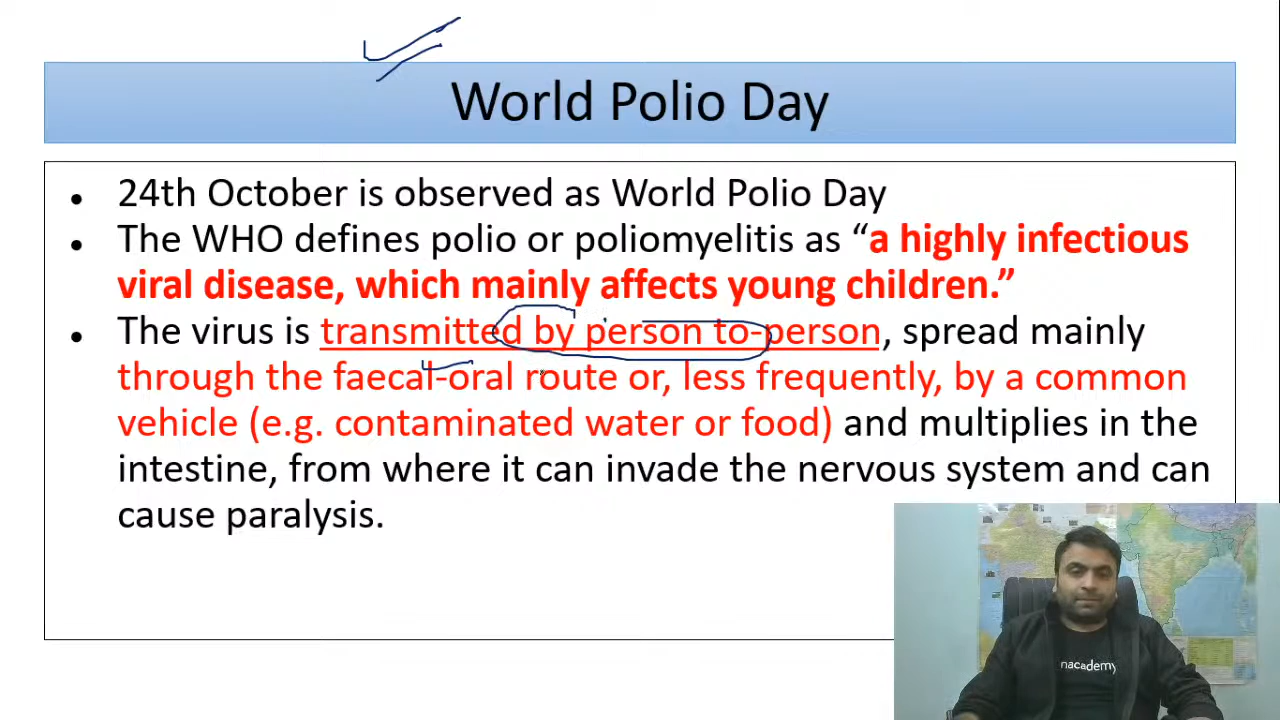 World Polio Day
• 24th October is observed as World Polio Day
• The WHO defines polio or poliomyelitis as “a highly infectious
viral disease, which mainly affects young children.”
• The virus is transmitted by person to-person, spread mainly
through the faecal-oral route or, less frequently, by a common
vehicle (e.g. contaminated water or food) and multiplies in the
intestine, from where it can invade the nervous system and can
cause paralysis.
nacademy